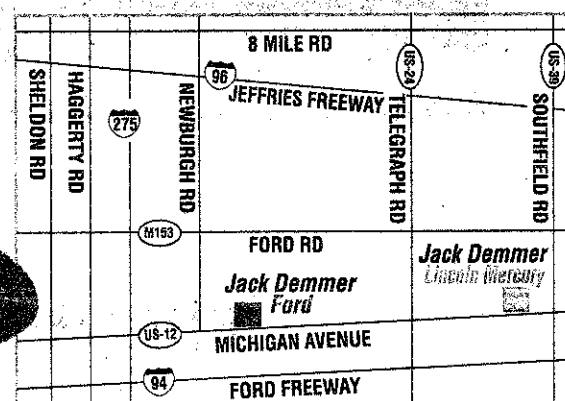 8 MILE RD
96
JEFFRIES FREEWAY
US-24
US-39
SHELDON RD
HAGGERTY RD
275
NEWBURGH RD
TELEGRAPH RD
SOUTHFIELD RD
M153
FORD RD
Jack Demmer
Ford
Jack Demmer
Lincoln Mercury
US-12
MICHIGAN AVENUE
94
FORD FREEWAY